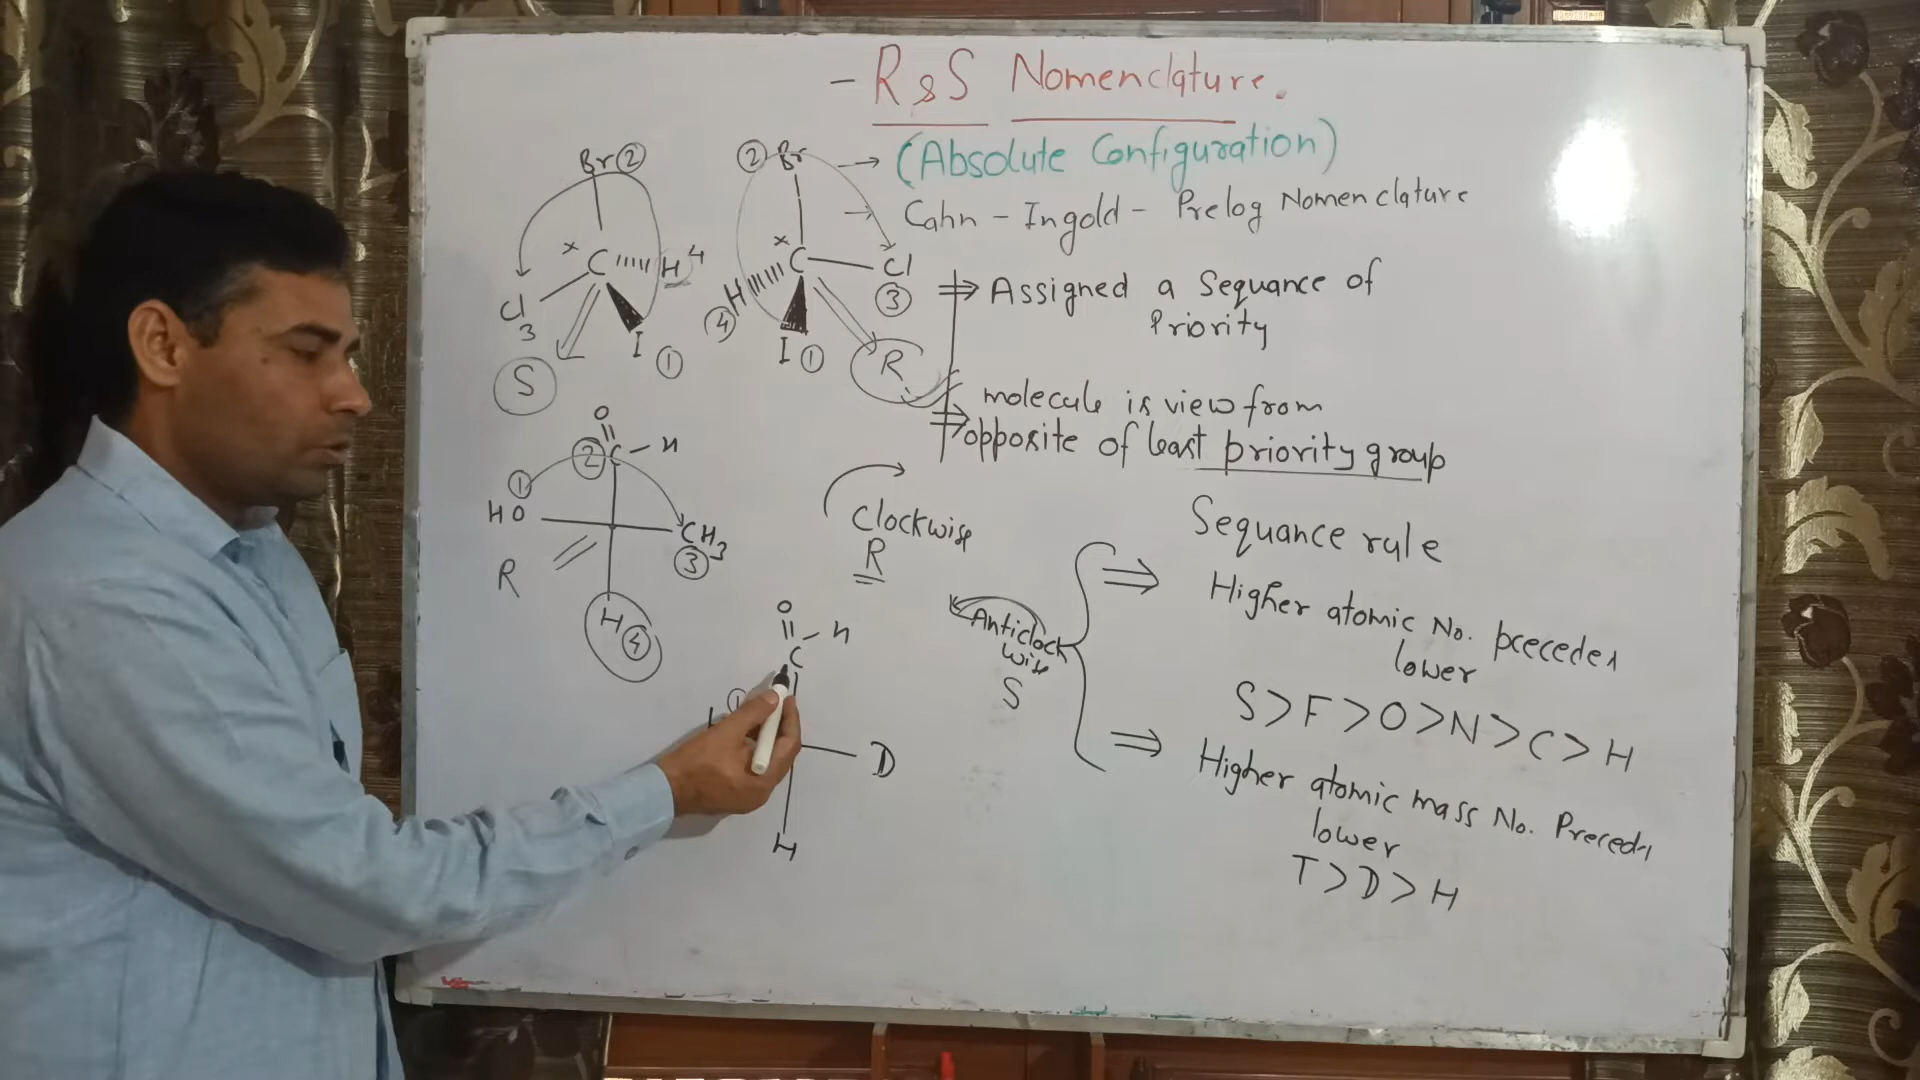 - R & S Nomenclature.
→ (Absolute Configuration)
→ Cahn - Ingold - Prelog Nomenclature
⇒ Assigned a Sequance of
Priority
⇒ molecule is view from
opposite of least priority group
Br ②
x C H 4
Cl
3
I ①
S
② Br
x C Cl
③
H
④
I ①
R
O
② C - H
①
HO
CH3
③
R
H ④
Clockwise
R
Anticlock
wise
S
O
C - H
①
D
H
Sequance rule
⇒ Higher atomic No. precedes
lower
S > F > O > N > C > H
⇒ Higher atomic mass No. Preceds
lower
T > D > H